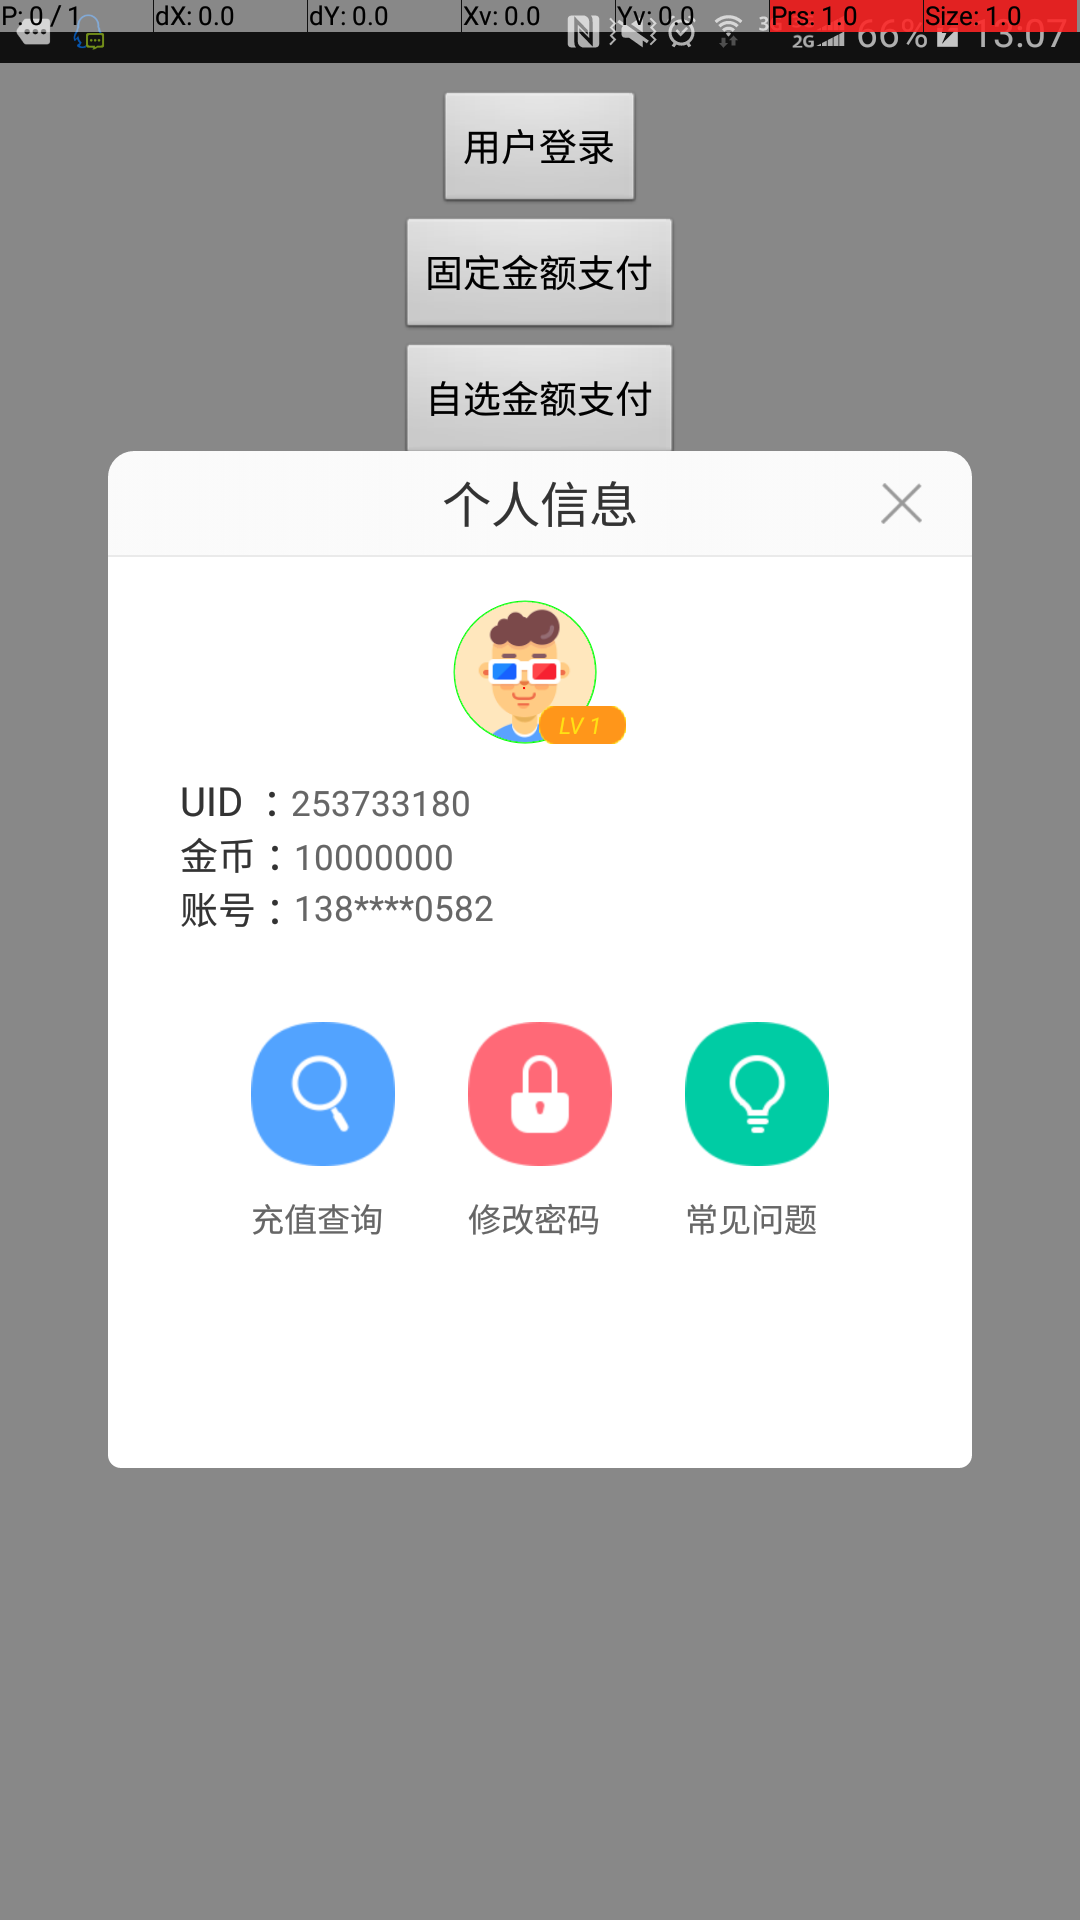 P: 0 / 1 dX: 0.0 dY: 0.0 Xv: 0.0 Yv: 0.0 Prs: 1.0 Size: 1.0
2G 66% 13:07
用户登录
固定金额支付
自选金额支付
个人信息
LV 1
UID ：253733180
金币：10000000
账号：138****0582
充值查询 修改密码 常见问题